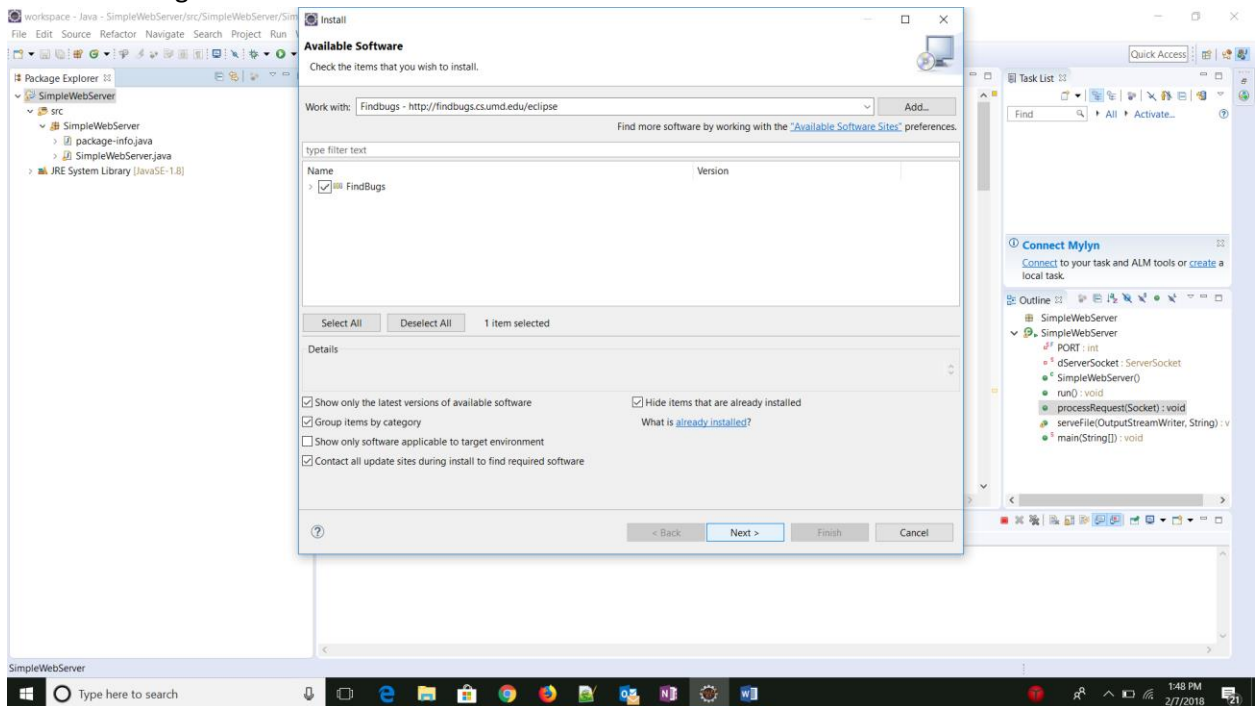 workspace - Java - SimpleWebServer/src/SimpleWebServer/Sim
File Edit Source Refactor Navigate Search Project Run
Quick Access
Package Explorer
SimpleWebServer
src
SimpleWebServer
package-info.java
SimpleWebServer.java
JRE System Library [JavaSE-1.8]
Install
Available Software
Check the items that you wish to install.
Work with: Findbugs - http://findbugs.cs.umd.edu/eclipse
Add...
Find more software by working with the "Available Software Sites" preferences.
type filter text
Name Version
FindBugs
Select All Deselect All 1 item selected
Details
Show only the latest versions of available software Hide items that are already installed
Group items by category What is already installed?
Show only software applicable to target environment
Contact all update sites during install to find required software
< Back Next > Finish Cancel
Task List
Find All Activate...
Connect Mylyn
Connect to your task and ALM tools or create a
local task.
Outline
SimpleWebServer
SimpleWebServer
PORT : int
dServerSocket : ServerSocket
SimpleWebServer()
run() : void
processRequest(Socket) : void
serveFile(OutputStreamWriter, String) : v
main(String[]) : void
SimpleWebServer
Type here to search
1:48 PM
2/7/2018
21